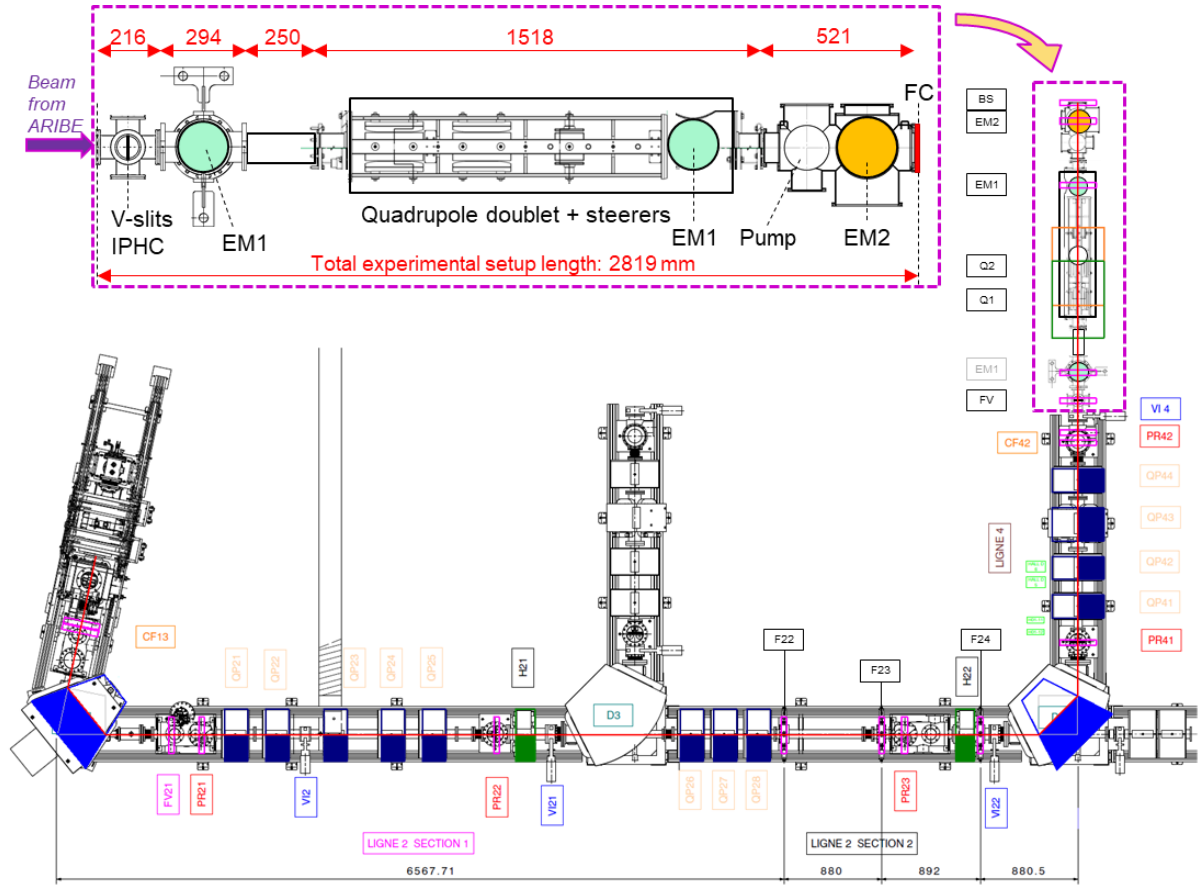 216
294
250
1518
521
Beam
from
ARIBE
FC
V-slits
IPHC
EM1
Quadrupole doublet + steerers
EM1
Pump
EM2
Total experimental setup length: 2819 mm
BS
EM2
EM1
Q2
Q1
EM1
FV
VI 4
CF42
PR42
QP44
QP43
LIGNE 4
QP42
QP41
PR41
CF13
QP21
QP22
QP23
QP24
QP25
H21
D3
F22
F23
H22
F24
FV21
PR21
VI2
PR22
VI21
QP26
QP27
QP28
PR23
VI22
LIGNE 2 SECTION 1
LIGNE 2 SECTION 2
6567.71
880
892
880.5